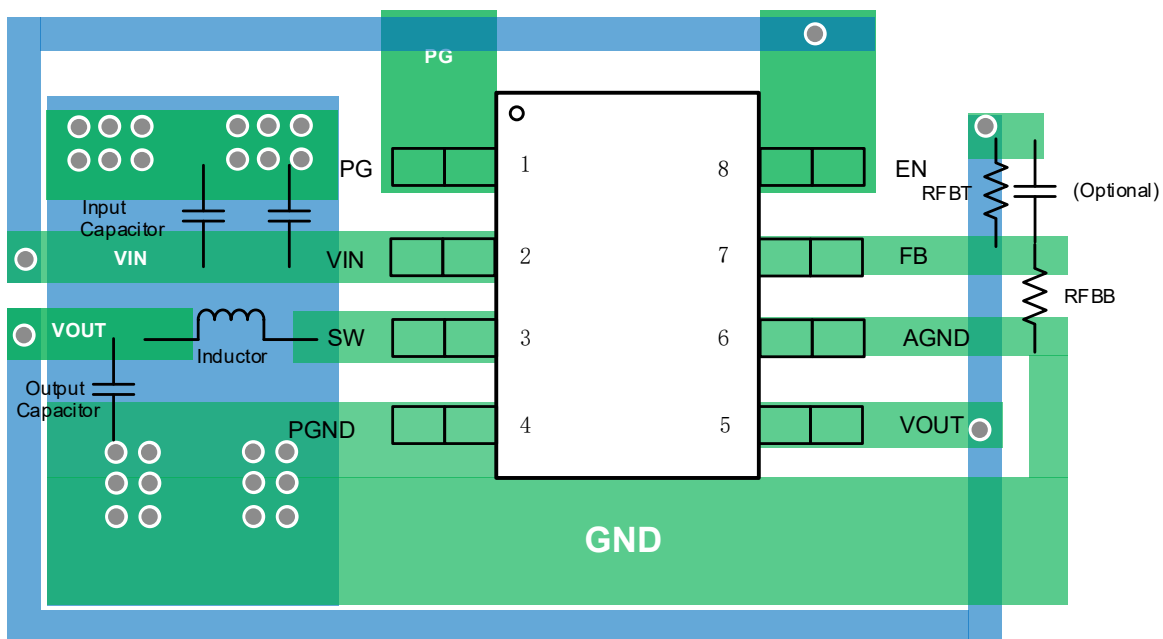 PG
1
8
PG
EN
RFBT
(Optional)
Input
Capacitor
VIN
VIN
2
7
FB
RFBB
VOUT
Inductor
SW
3
6
AGND
Output
Capacitor
PGND
4
5
VOUT
GND